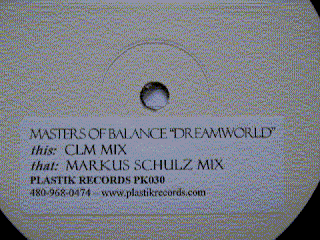 MASTERS OF BALANCE "DREAMWORLD"
this: CLM MIX
that: MARKUS SCHULZ MIX
PLASTIK RECORDS PK030
480-968-0474 – www.plastikrecords.com